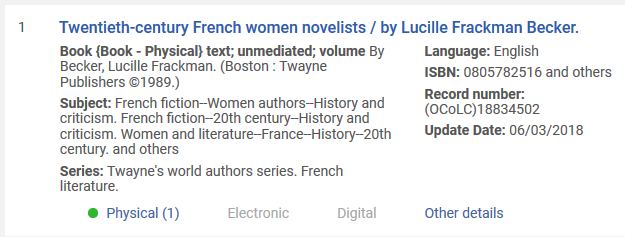 1
Twentieth-century French women novelists / by Lucille Frackman Becker.
Book {Book - Physical} text; unmediated; volume By
Becker, Lucille Frackman. (Boston : Twayne
Publishers ©1989.)
Subject: French fiction--Women authors--History and
criticism. French fiction--20th century--History and
criticism. Women and literature--France--History--20th
century. and others
Series: Twayne's world authors series. French
literature.
Language: English
ISBN: 0805782516 and others
Record number:
(OCoLC)18834502
Update Date: 06/03/2018
Physical (1) Electronic Digital Other details